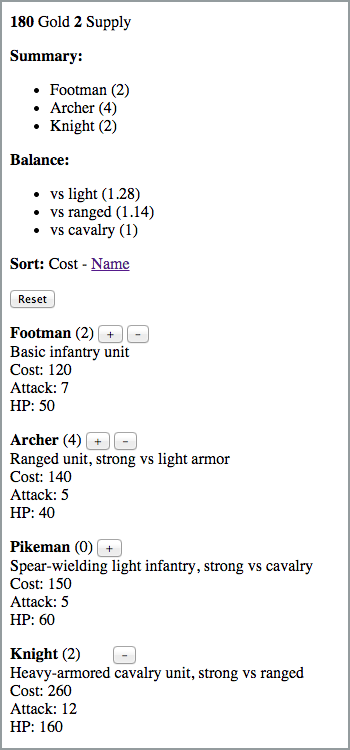 180 Gold 2 Supply
Summary:
• Footman (2)
• Archer (4)
• Knight (2)
Balance:
• vs light (1.28)
• vs ranged (1.14)
• vs cavalry (1)
Sort: Cost - Name
Reset
Footman (2) + -
Basic infantry unit
Cost: 120
Attack: 7
HP: 50
Archer (4) + -
Ranged unit, strong vs light armor
Cost: 140
Attack: 5
HP: 40
Pikeman (0) +
Spear-wielding light infantry, strong vs cavalry
Cost: 150
Attack: 5
HP: 60
Knight (2) -
Heavy-armored cavalry unit, strong vs ranged
Cost: 260
Attack: 12
HP: 160